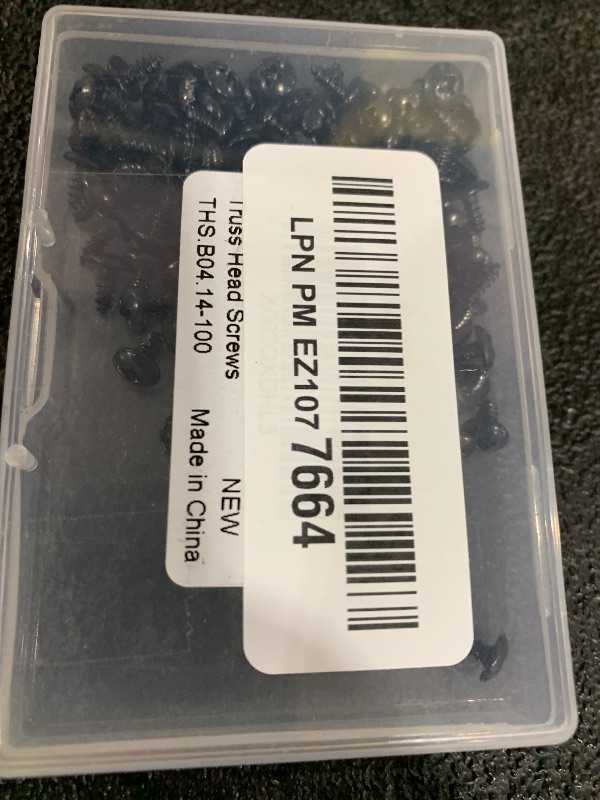 LPN PM EZ107 7664
Truss Head Screws
NEW
THS.B04.14-100
Made in China